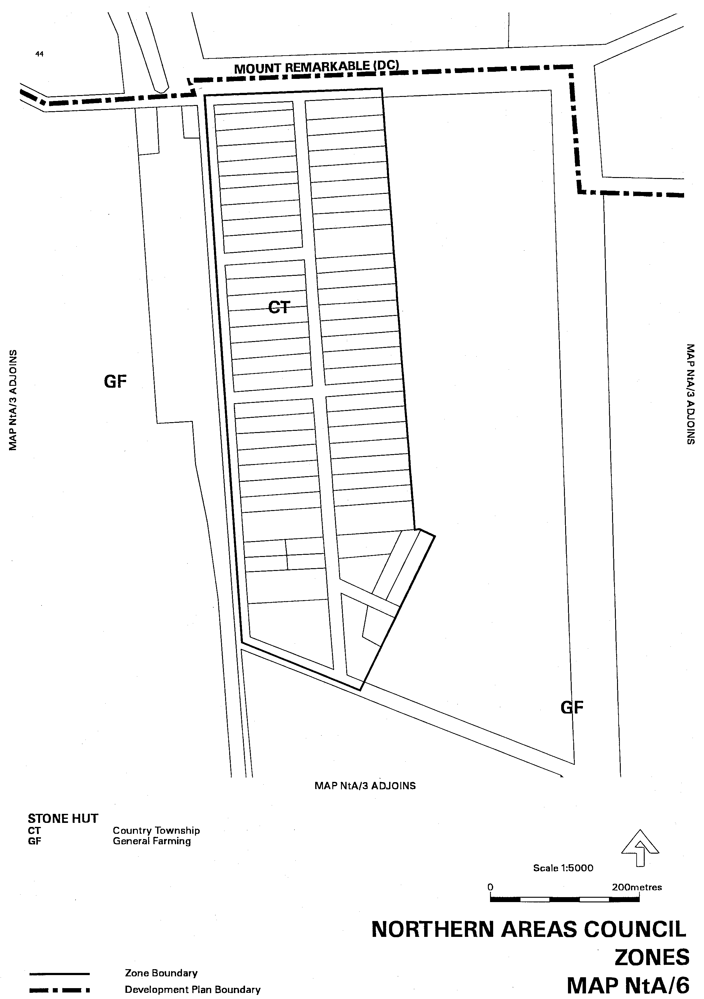 44
MOUNT REMARKABLE (DC)
CT
GF
MAP NtA/3 ADJOINS
MAP NtA/3 ADJOINS
GF
MAP NtA/3 ADJOINS
STONE HUT
CT Country Township
GF General Farming
Scale 1:5000
0 200metres
NORTHERN AREAS COUNCIL
ZONES
MAP NtA/6
Zone Boundary
Development Plan Boundary